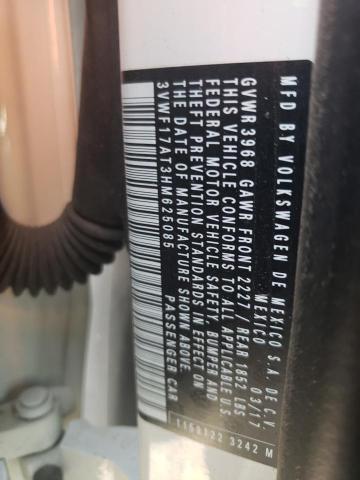 MFD BY VOLKSWAGEN DE MEXICO S.A. DE C.V.
MEXICO 03/17
GVWR 3968 GAWR FRONT 2227// REAR 1852 LBS
THIS VEHICLE CONFORMS TO ALL APPLICABLE U.S
FEDERAL MOTOR VEHICLE SAFETY, BUMPER AND
THEFT PREVENTION STANDARDS IN EFFECT ON
THE DATE OF MANUFACTURE SHOWN ABOVE.
3VWF17AT3HM625085 PASSENGER CAR
3242 M